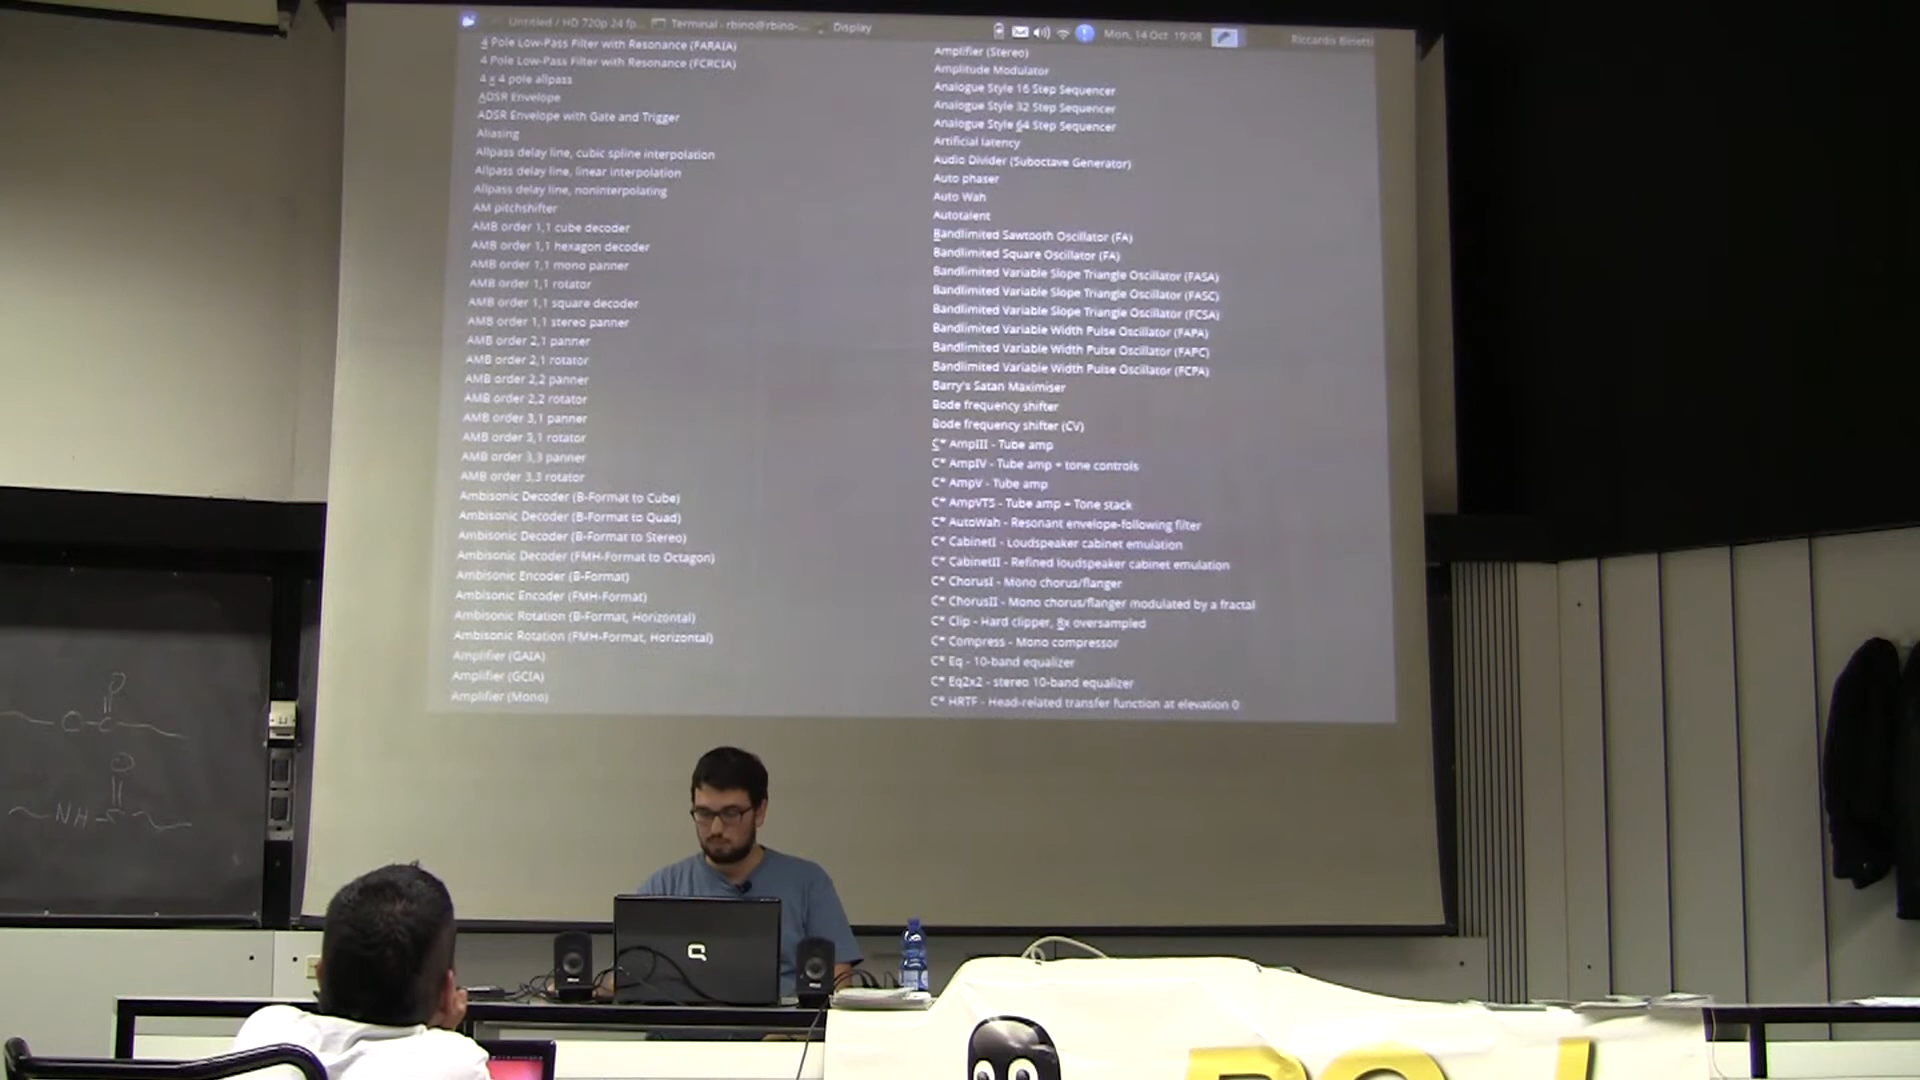 Untitled / HD 720p 24 fp... Terminal - rbino@rbino-... Display Mon, 14 Oct 19:08 Riccardo Binetti
4 Pole Low-Pass Filter with Resonance (FARAIA)
4 Pole Low-Pass Filter with Resonance (FCRCIA)
4 x 4 pole allpass
ADSR Envelope
ADSR Envelope with Gate and Trigger
Aliasing
Allpass delay line, cubic spline interpolation
Allpass delay line, linear interpolation
Allpass delay line, noninterpolating
AM pitchshifter
AMB order 1,1 cube decoder
AMB order 1,1 hexagon decoder
AMB order 1,1 mono panner
AMB order 1,1 rotator
AMB order 1,1 square decoder
AMB order 1,1 stereo panner
AMB order 2,1 panner
AMB order 2,1 rotator
AMB order 2,2 panner
AMB order 2,2 rotator
AMB order 3,1 panner
AMB order 3,1 rotator
AMB order 3,3 panner
AMB order 3,3 rotator
Ambisonic Decoder (B-Format to Cube)
Ambisonic Decoder (B-Format to Quad)
Ambisonic Decoder (B-Format to Stereo)
Ambisonic Decoder (FMH-Format to Octagon)
Ambisonic Encoder (B-Format)
Ambisonic Encoder (FMH-Format)
Ambisonic Rotation (B-Format, Horizontal)
Ambisonic Rotation (FMH-Format, Horizontal)
Amplifier (GAIA)
Amplifier (GCIA)
Amplifier (Mono)
Amplifier (Stereo)
Amplitude Modulator
Analogue Style 16 Step Sequencer
Analogue Style 32 Step Sequencer
Analogue Style 64 Step Sequencer
Artificial latency
Audio Divider (Suboctave Generator)
Auto phaser
Auto Wah
Autotalent
Bandlimited Sawtooth Oscillator (FA)
Bandlimited Square Oscillator (FA)
Bandlimited Variable Slope Triangle Oscillator (FASA)
Bandlimited Variable Slope Triangle Oscillator (FASC)
Bandlimited Variable Slope Triangle Oscillator (FCSA)
Bandlimited Variable Width Pulse Oscillator (FAPA)
Bandlimited Variable Width Pulse Oscillator (FAPC)
Bandlimited Variable Width Pulse Oscillator (FCPA)
Barry's Satan Maximiser
Bode frequency shifter
Bode frequency shifter (CV)
C* AmpIII - Tube amp
C* AmpIV - Tube amp + tone controls
C* AmpV - Tube amp
C* AmpVTS - Tube amp + Tone stack
C* AutoWah - Resonant envelope-following filter
C* CabinetI - Loudspeaker cabinet emulation
C* CabinetII - Refined loudspeaker cabinet emulation
C* ChorusI - Mono chorus/flanger
C* ChorusII - Mono chorus/flanger modulated by a fractal
C* Clip - Hard clipper, 8x oversampled
C* Compress - Mono compressor
C* Eq - 10-band equalizer
C* Eq2x2 - stereo 10-band equalizer
C* HRTF - Head-related transfer function at elevation 0
O
O-C
O
NH-C